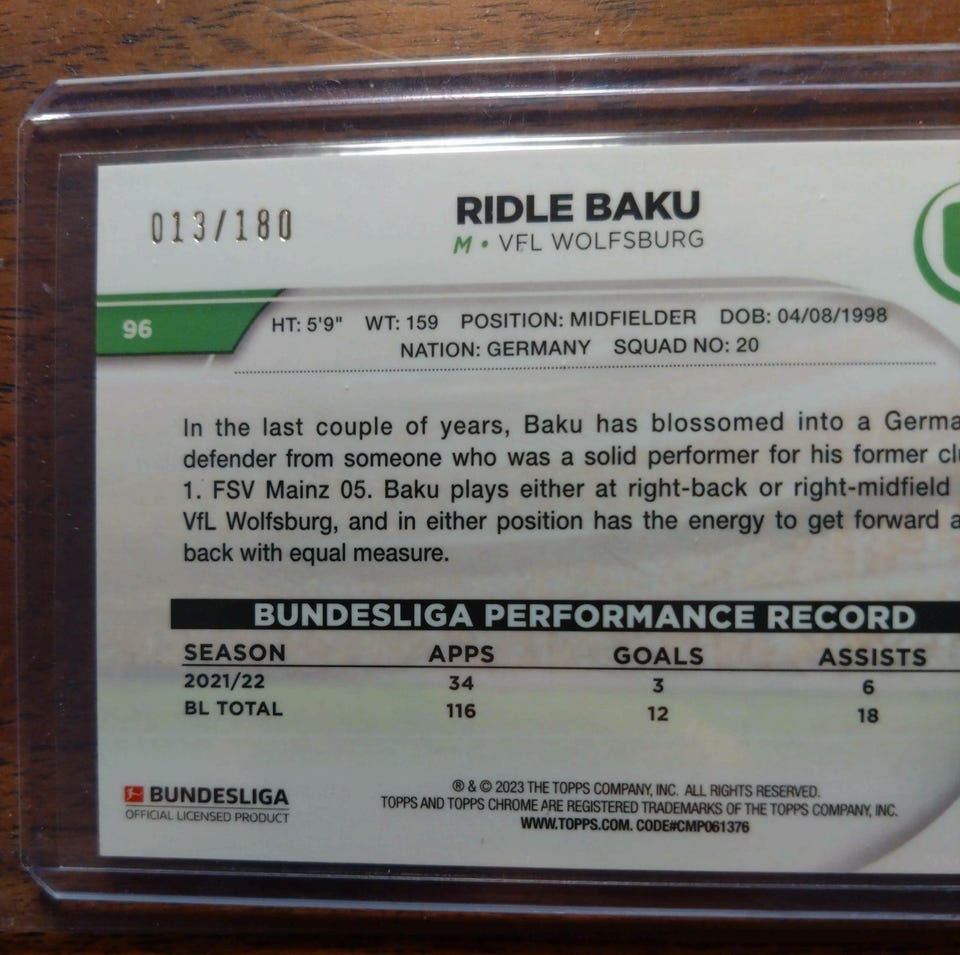 013/180
RIDLE BAKU
M • VFL WOLFSBURG
96
HT: 5'9" WT: 159 POSITION: MIDFIELDER DOB: 04/08/1998
NATION: GERMANY SQUAD NO: 20
In the last couple of years, Baku has blossomed into a Germa
defender from someone who was a solid performer for his former cl
1. FSV Mainz 05. Baku plays either at right-back or right-midfield
VfL Wolfsburg, and in either position has the energy to get forward a
back with equal measure.
BUNDESLIGA PERFORMANCE RECORD
SEASON APPS GOALS ASSISTS
2021/22 34 3 6
BL TOTAL 116 12 18
BUNDESLIGA
OFFICIAL LICENSED PRODUCT
® & © 2023 THE TOPPS COMPANY, INC. ALL RIGHTS RESERVED.
TOPPS AND TOPPS CHROME ARE REGISTERED TRADEMARKS OF THE TOPPS COMPANY, INC.
WWW.TOPPS.COM. CODE#CMP061376